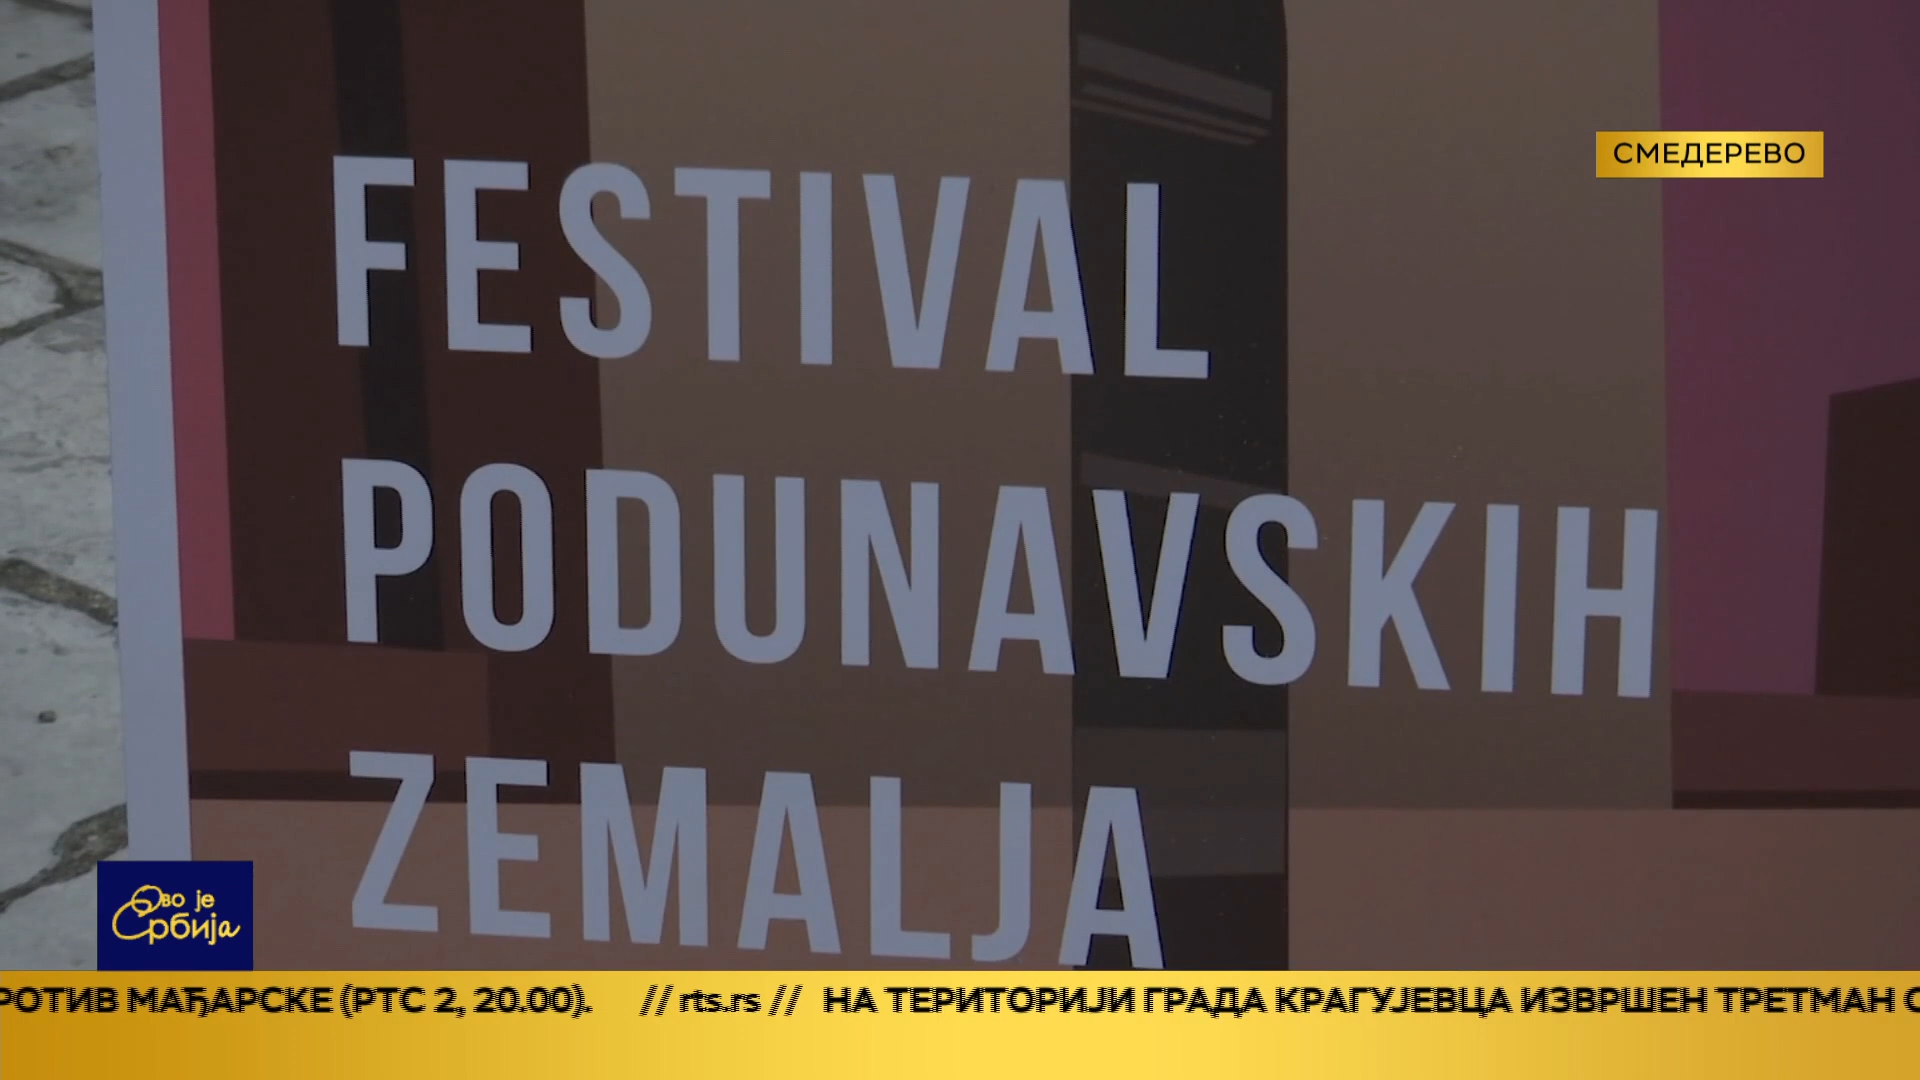 СМЕДЕРЕВО
FESTIVAL
PODUNAVSKIH
ZEMALJA
Ово је
Србија
РОТИВ МАЂАРСКЕ (РТС 2, 20.00). // rts.rs // НА ТЕРИТОРИЈИ ГРАДА КРАГУЈЕВЦА ИЗВРШЕН ТРЕТМАН